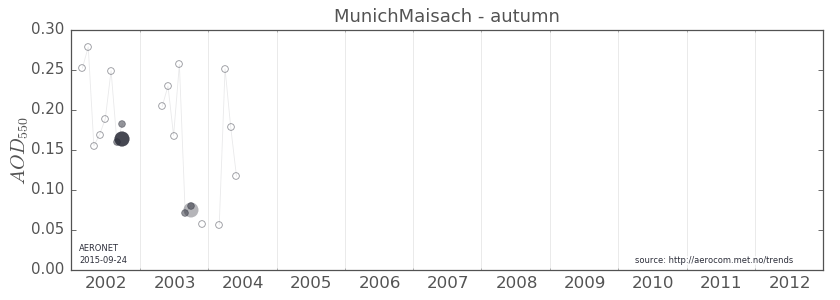 MunichMaisach - autumn
0.30
0.25
0.20
0.15
0.10
0.05
0.00
AOD550
AERONET
2015-09-24
source: http://aerocom.met.no/trends
2002 2003 2004 2005 2006 2007 2008 2009 2010 2011 2012